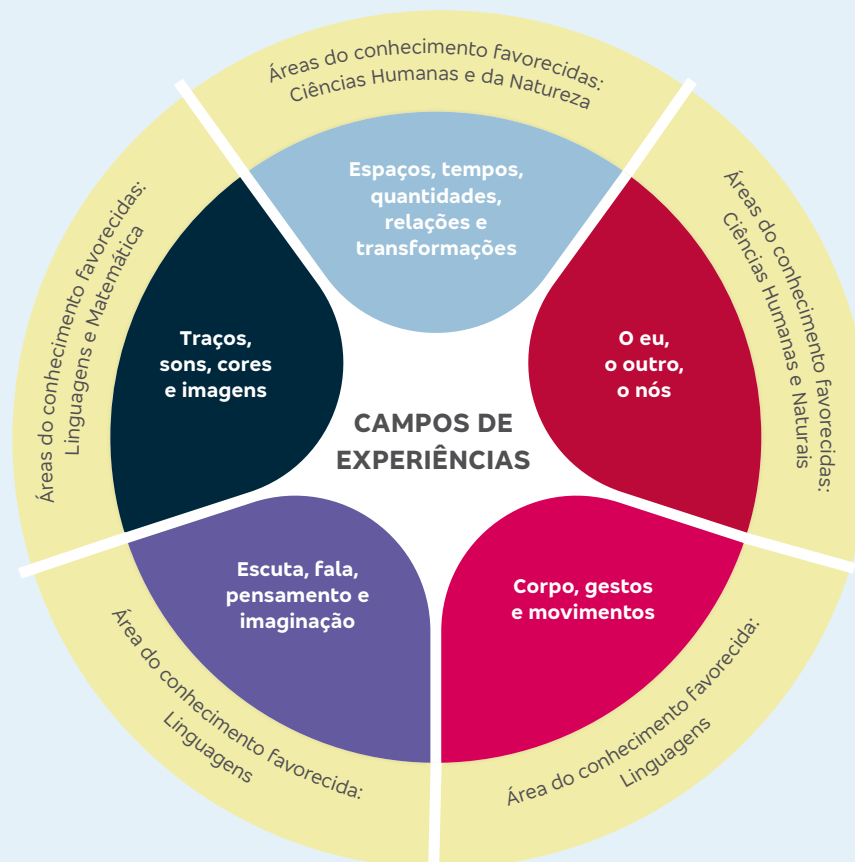 Áreas do conhecimento favorecidas:
Ciências Humanas e da Natureza
Espaços, tempos,
quantidades,
relações e
transformações
Áreas do conhecimento favorecidas:
Ciências Humanas e Naturais
O eu,
o outro,
o nós
Áreas do conhecimento favorecidas:
Linguagens e Matemática
Traços,
sons, cores
e imagens
CAMPOS DE
EXPERIÊNCIAS
Escuta, fala,
pensamento e
imaginação
Área do conhecimento favorecida:
Linguagens
Corpo, gestos
e movimentos
Área do conhecimento favorecida:
Linguagens